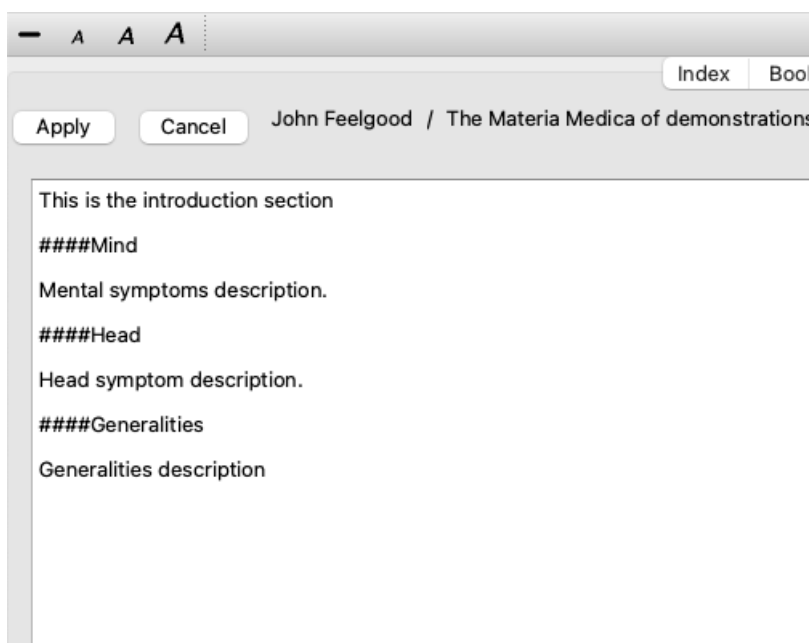 A A A
Index Book
Apply Cancel John Feelgood / The Materia Medica of demonstrations
This is the introduction section
####Mind
Mental symptoms description.
####Head
Head symptom description.
####Generalities
Generalities description